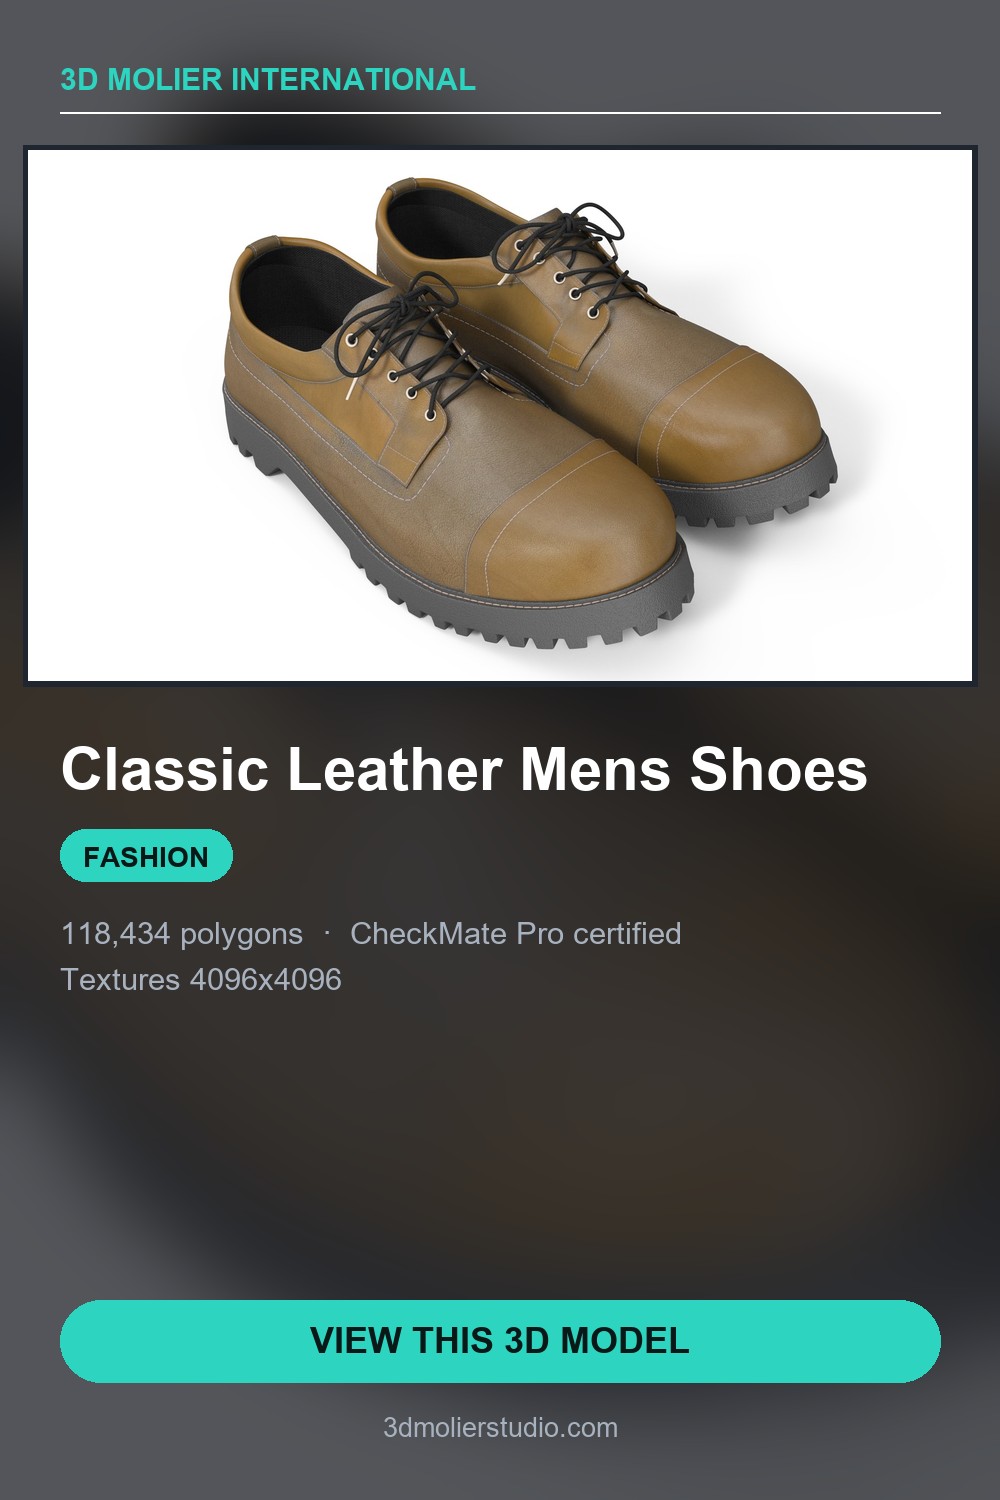 3D MOLIER INTERNATIONAL
Classic Leather Mens Shoes
FASHION
118,434 polygons · CheckMate Pro certified
Textures 4096x4096
VIEW THIS 3D MODEL
3dmolierstudio.com